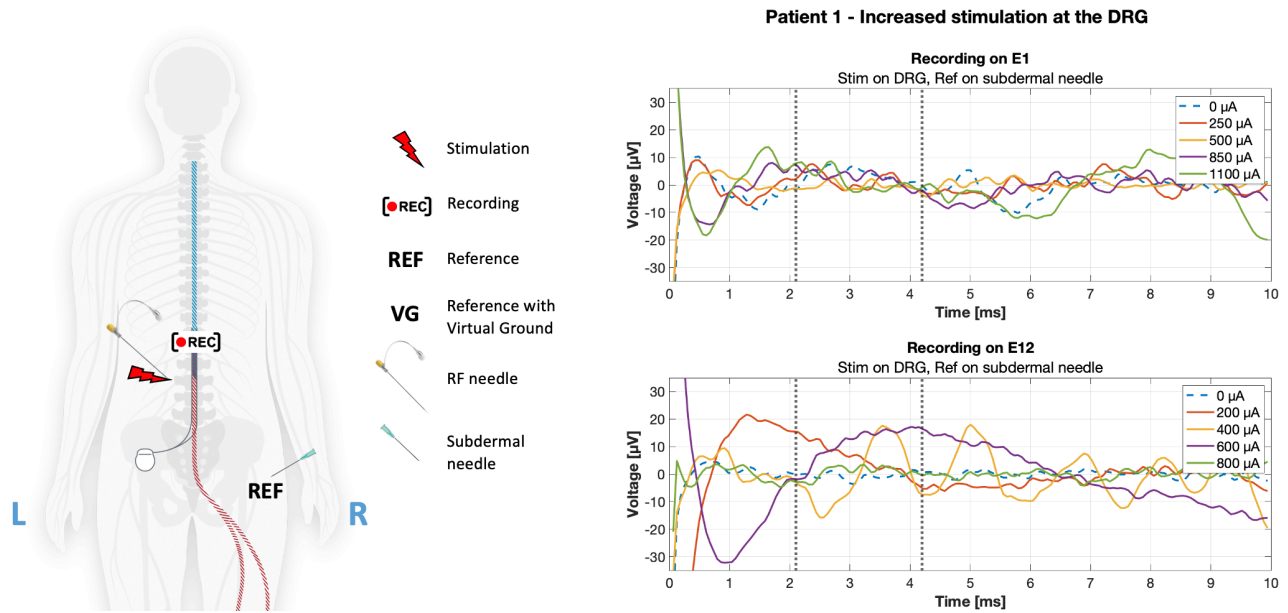 Stimulation
[●REC] Recording
REF Reference
VG Reference with
Virtual Ground
RF needle
Subdermal
needle
[●REC]
REF
L
R
Patient 1 - Increased stimulation at the DRG
Recording on E1
Stim on DRG, Ref on subdermal needle
Voltage [µV]
30
20
10
0
-10
-20
-30
0 µA
250 µA
500 µA
850 µA
1100 µA
0 1 2 3 4 5 6 7 8 9 10
Time [ms]
Recording on E12
Stim on DRG, Ref on subdermal needle
Voltage [µV]
30
20
10
0
-10
-20
-30
0 µA
200 µA
400 µA
600 µA
800 µA
0 1 2 3 4 5 6 7 8 9 10
Time [ms]